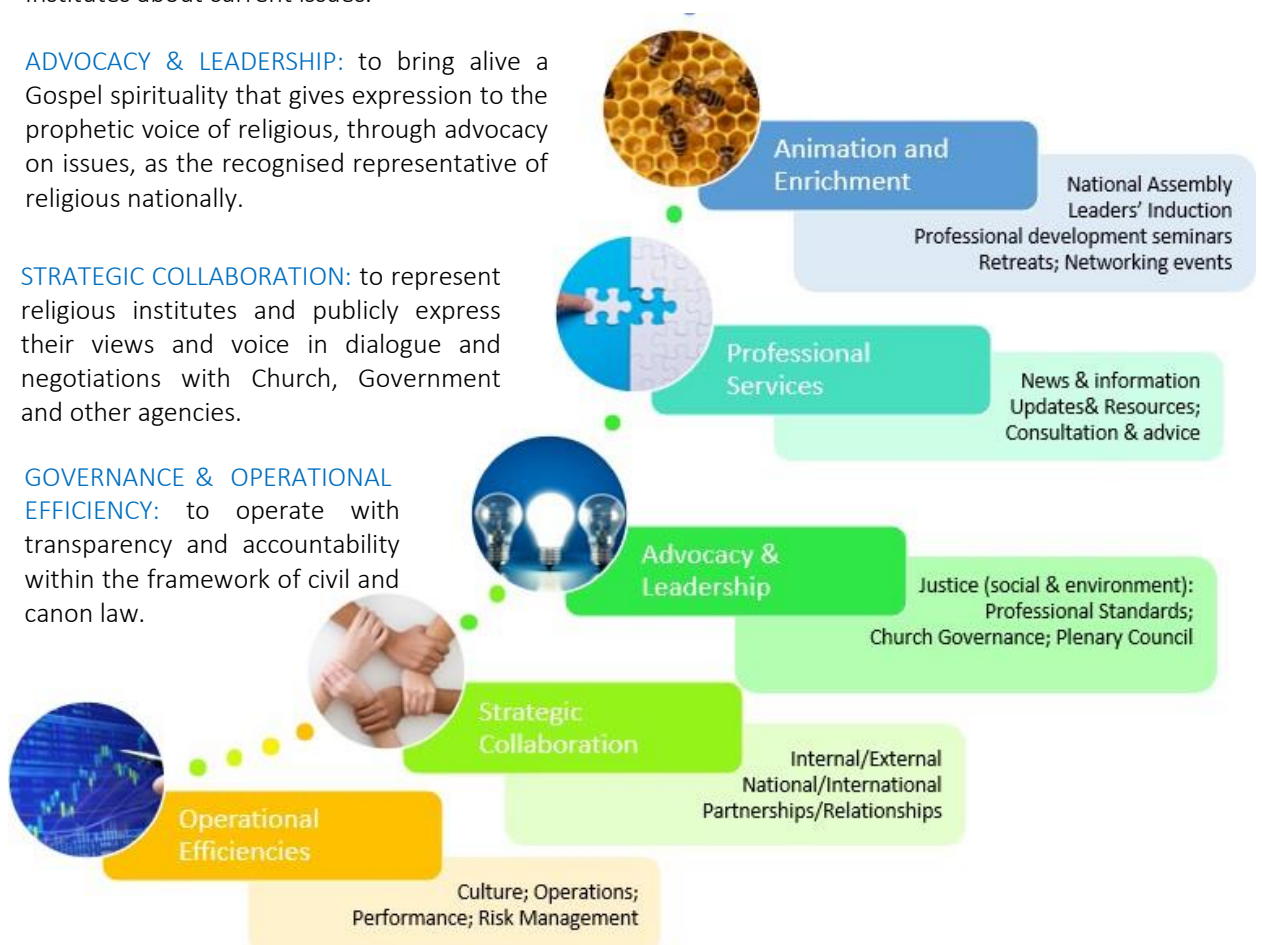 institutes about current issues.
ADVOCACY & LEADERSHIP: to bring alive a
Gospel spirituality that gives expression to the
prophetic voice of religious, through advocacy
on issues, as the recognised representative of
religious nationally.
STRATEGIC COLLABORATION: to represent
religious institutes and publicly express
their views and voice in dialogue and
negotiations with Church, Government
and other agencies.
GOVERNANCE & OPERATIONAL
EFFICIENCY: to operate with
transparency and accountability
within the framework of civil and
canon law.
Animation and
Enrichment
National Assembly
Leaders' Induction
Professional development seminars
Retreats; Networking events
Professional
Services
News & information
Updates& Resources;
Consultation & advice
Advocacy &
Leadership
Justice (social & environment):
Professional Standards;
Church Governance; Plenary Council
Strategic
Collaboration
Internal/External
National/International
Partnerships/Relationships
Operational
Efficiencies
Culture; Operations;
Performance; Risk Management